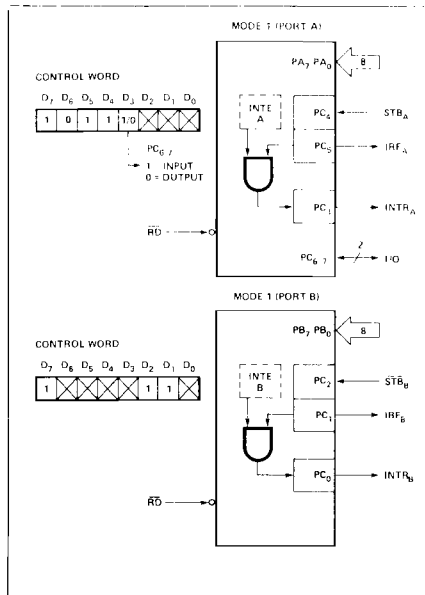 MODE 1 (PORT A)
PA7 PA0
8
CONTROL WORD
D7 D6 D5 D4 D3 D2 D1 D0
1 0 1 1 1/0
INTE
A
PC4
STBA
PC5
IBFA
PC6 7
1 INPUT
0 = OUTPUT
INTRA
RD
PC6 7
2
I/O
MODE 1 (PORT B)
PB7 PB0
8
CONTROL WORD
D7 D6 D5 D4 D3 D2 D1 D0
1 1 1
INTE
B
PC2
STBB
PC1
IBFB
PC0
INTRB
RD